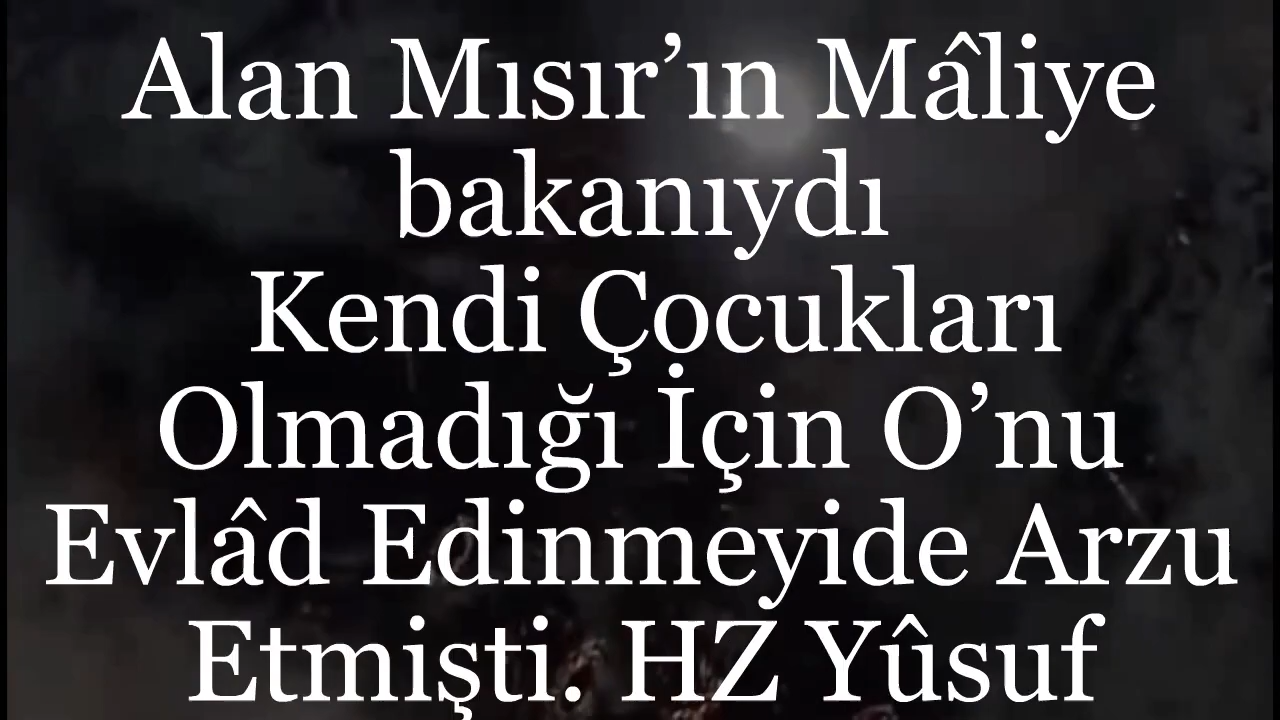 Alan Mısır’ın Mâliye
bakanıydı
Kendi Çocukları
Olmadığı İçin O’nu
Evlâd Edinmeyide Arzu
Etmişti. HZ Yûsuf